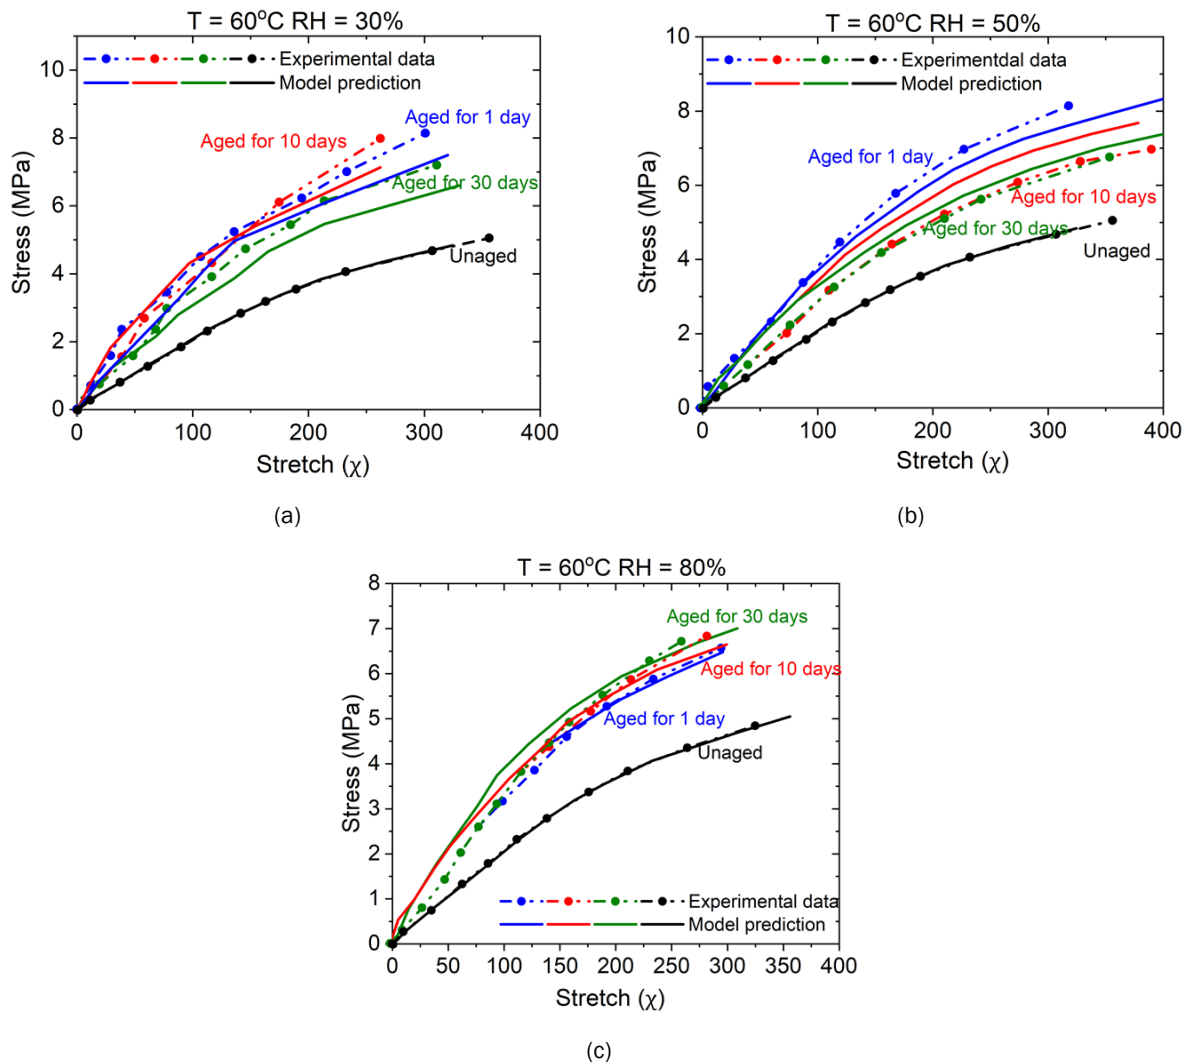 T = 60°C RH = 30%
10
8
6
4
2
0
0
100
200
300
400
Stress (MPa)
Stretch (χ)
Experimental data
Model prediction
Aged for 1 day
Aged for 10 days
Aged for 30 days
Unaged
(a)
T = 60°C RH = 50%
10
8
6
4
2
0
0
100
200
300
400
Stress (MPa)
Stretch (χ)
Experimentdal data
Model prediction
Aged for 1 day
Aged for 10 days
Aged for 30 days
Unaged
(b)
T = 60°C RH = 80%
8
7
6
5
4
3
2
1
0
0
50
100
150
200
250
300
350
400
Stress (MPa)
Stretch (χ)
Aged for 30 days
Aged for 10 days
Aged for 1 day
Unaged
Experimental data
Model prediction
(c)